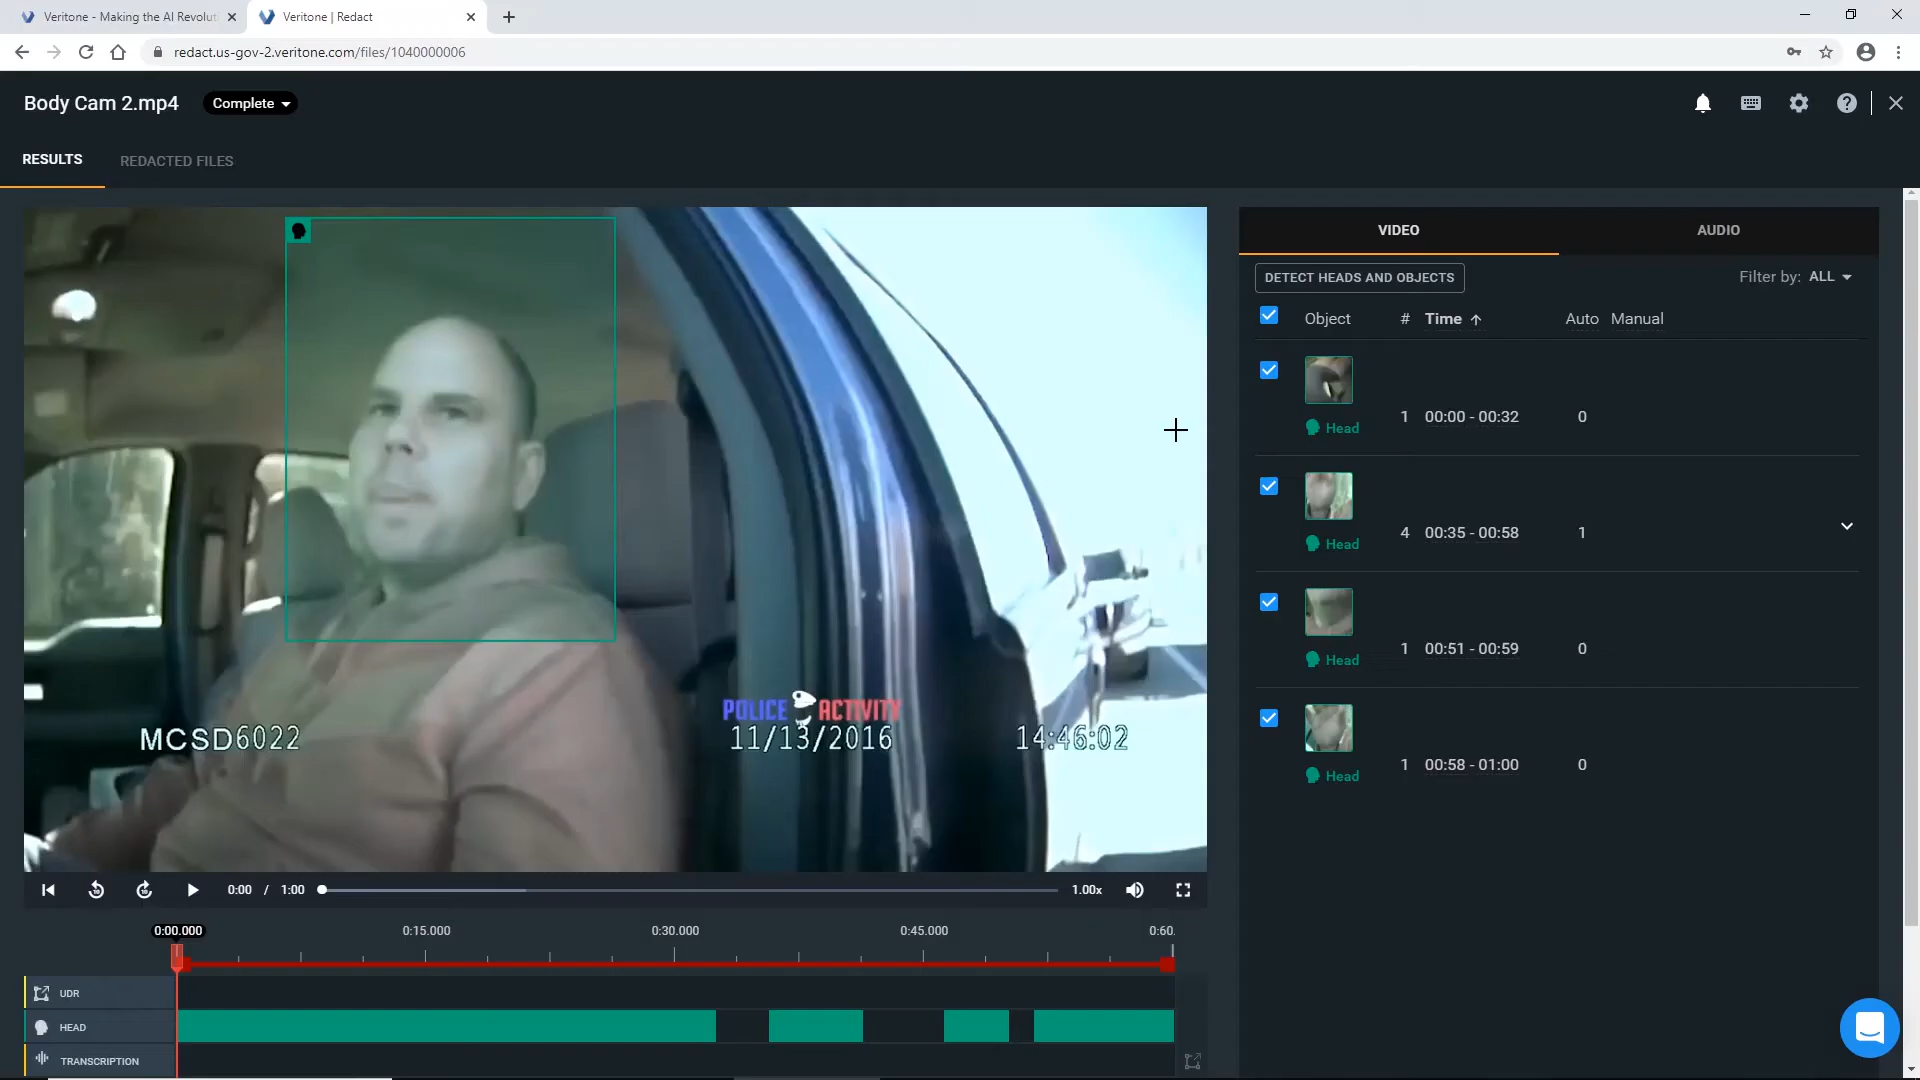 Veritone - Making the AI Revolut
Veritone | Redact
redact.us-gov-2.veritone.com/files/1040000006
Body Cam 2.mp4
Complete
RESULTS
REDACTED FILES
VIDEO
AUDIO
DETECT HEADS AND OBJECTS
Filter by: ALL
Object # Time Auto Manual
Head 1 00:00 - 00:32 0
Head 4 00:35 - 00:58 1
Head 1 00:51 - 00:59 0
Head 1 00:58 - 01:00 0
POLICE ACTIVITY
MCSD6022 11/13/2016 14:46:02
0:00 / 1:00
1.00x
0:00.000 0:15.000 0:30.000 0:45.000 0:60.
UDR
HEAD
TRANSCRIPTION